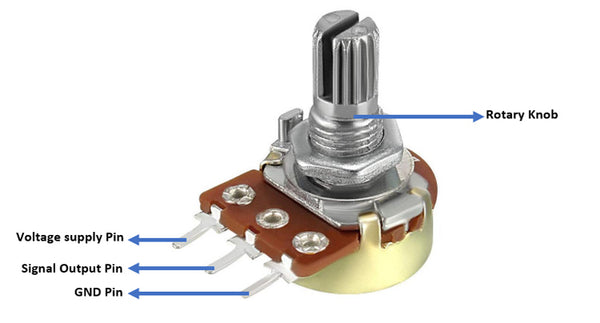 Rotary Knob
Voltage supply Pin
Signal Output Pin
GND Pin